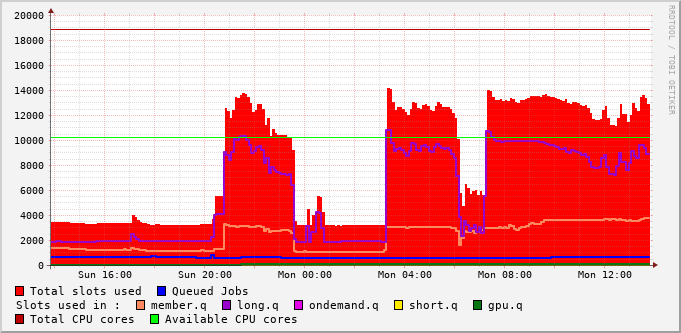 20000
18000
16000
14000
12000
10000
8000
6000
4000
2000
0
Sun 16:00 Sun 20:00 Mon 00:00 Mon 04:00 Mon 08:00 Mon 12:00
RRDTOOL / TOBI OETIKER
Total slots used Queued Jobs
Slots used in : member.q long.q ondemand.q short.q gpu.q
Total CPU cores Available CPU cores